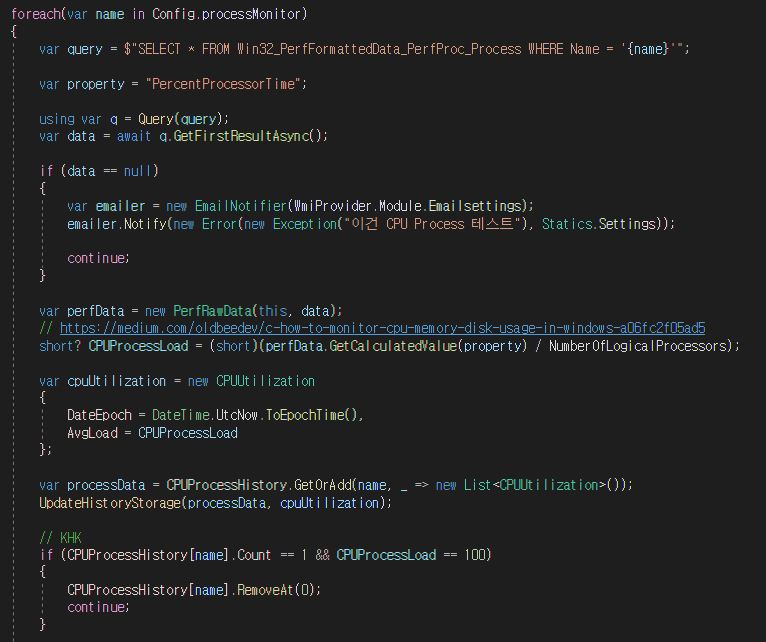 foreach(var name in Config.processMonitor)
{
var query = $"SELECT * FROM Win32_PerfFormattedData_PerfProc_Process WHERE Name = '{name}'";
var property = "PercentProcessorTime";
using var q = Query(query);
var data = await q.GetFirstResultAsync();
if (data == null)
{
var emailer = new EmailNotifier(WmiProvider.Module.Emailsettings);
emailer.Notify(new Error(new Exception("이건 CPU Process 테스트"), Statics.Settings));
continue;
}
var perfData = new PerfRawData(this, data);
// https://medium.com/oldbeedev/c-how-to-monitor-cpu-memory-disk-usage-in-windows-a06fc2f05ad5
short? CPUProcessLoad = (short)(perfData.GetCalculatedValue(property) / NumberOfLogicalProcessors);
var cpuUtilization = new CPUUtilization
{
DateEpoch = DateTime.UtcNow.ToEpochTime(),
AvgLoad = CPUProcessLoad
};
var processData = CPUProcessHistory.GetOrAdd(name, _ => new List<CPUUtilization>());
UpdateHistoryStorage(processData, cpuUtilization);
// KHK
if (CPUProcessHistory[name].Count == 1 && CPUProcessLoad == 100)
{
CPUProcessHistory[name].RemoveAt(0);
continue;
}